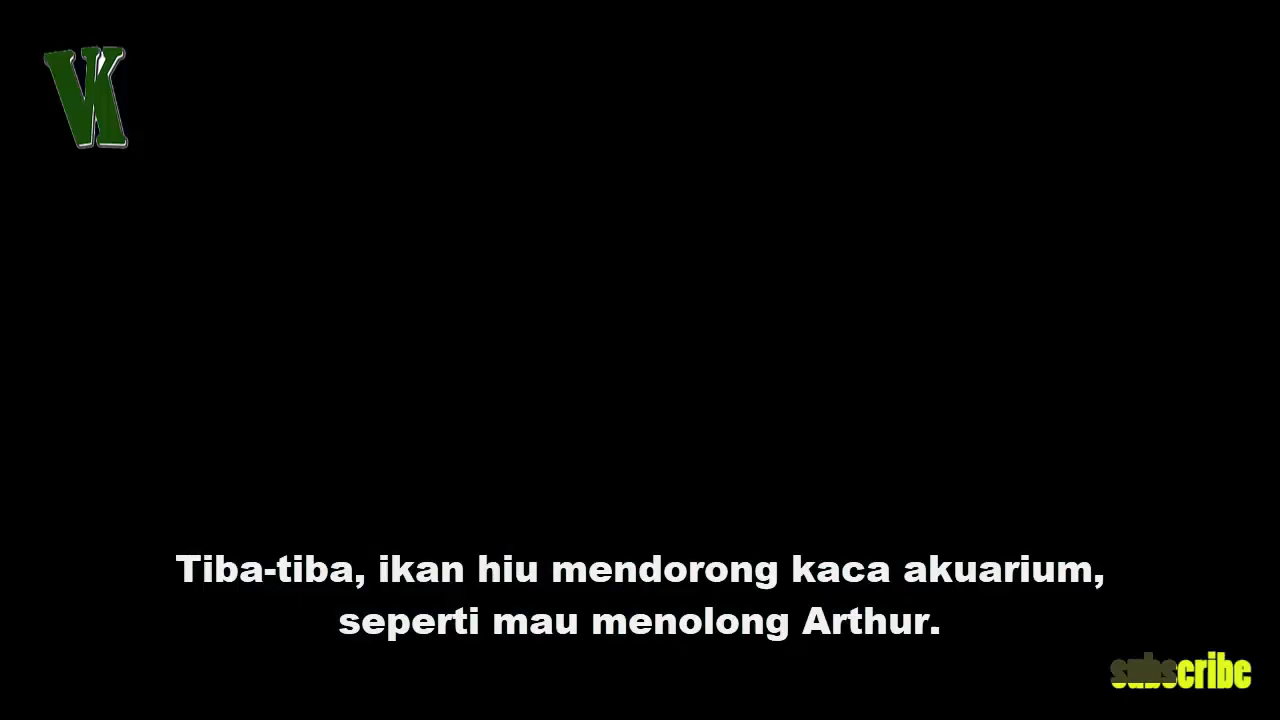 VK
Tiba-tiba, ikan hiu mendorong kaca akuarium,
seperti mau menolong Arthur.
subscribe